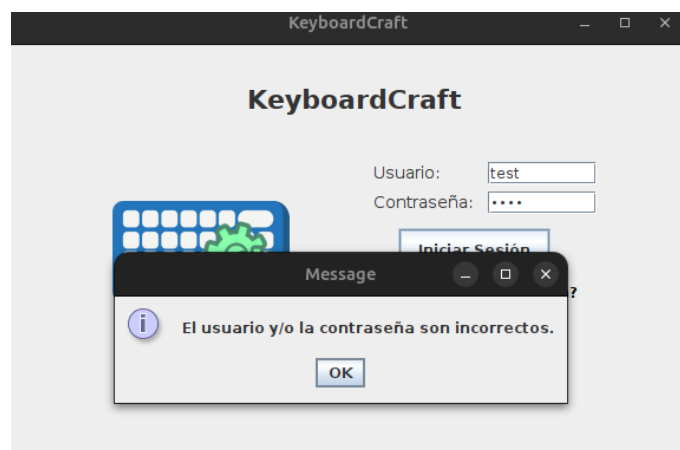 KeyboardCraft
KeyboardCraft
Usuario: test
Contraseña: ••••
Iniciar Sesión
?
Message
El usuario y/o la contraseña son incorrectos.
OK